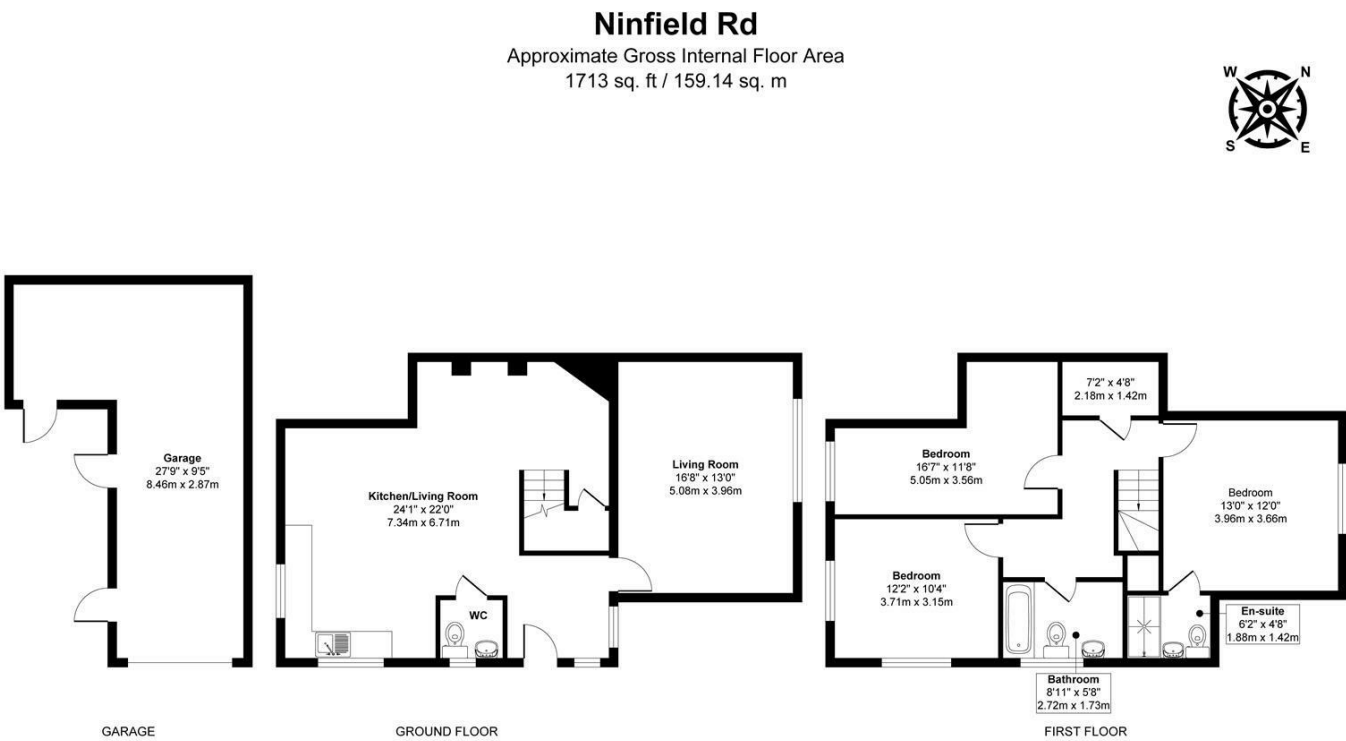 Ninfield Rd
Approximate Gross Internal Floor Area
1713 sq. ft / 159.14 sq. m
W
N
S
E
Garage
27'9" x 9'5"
8.46m x 2.87m
GARAGE
Kitchen/Living Room
24'1" x 22'0"
7.34m x 6.71m
WC
Living Room
16'8" x 13'0"
5.08m x 3.96m
GROUND FLOOR
7'2" x 4'8"
2.18m x 1.42m
Bedroom
16'7" x 11'8
5.05m x 3.56m
Bedroom
13'0" x 12'0"
3.96m x 3.66m
Bedroom
12'2" x 10'4"
3.71m x 3.15m
En-suite
6'2" x 4'8"
1.88m x 1.42m
Bathroom
8'11" x 5'8"
2.72m x 1.73m
FIRST FLOOR